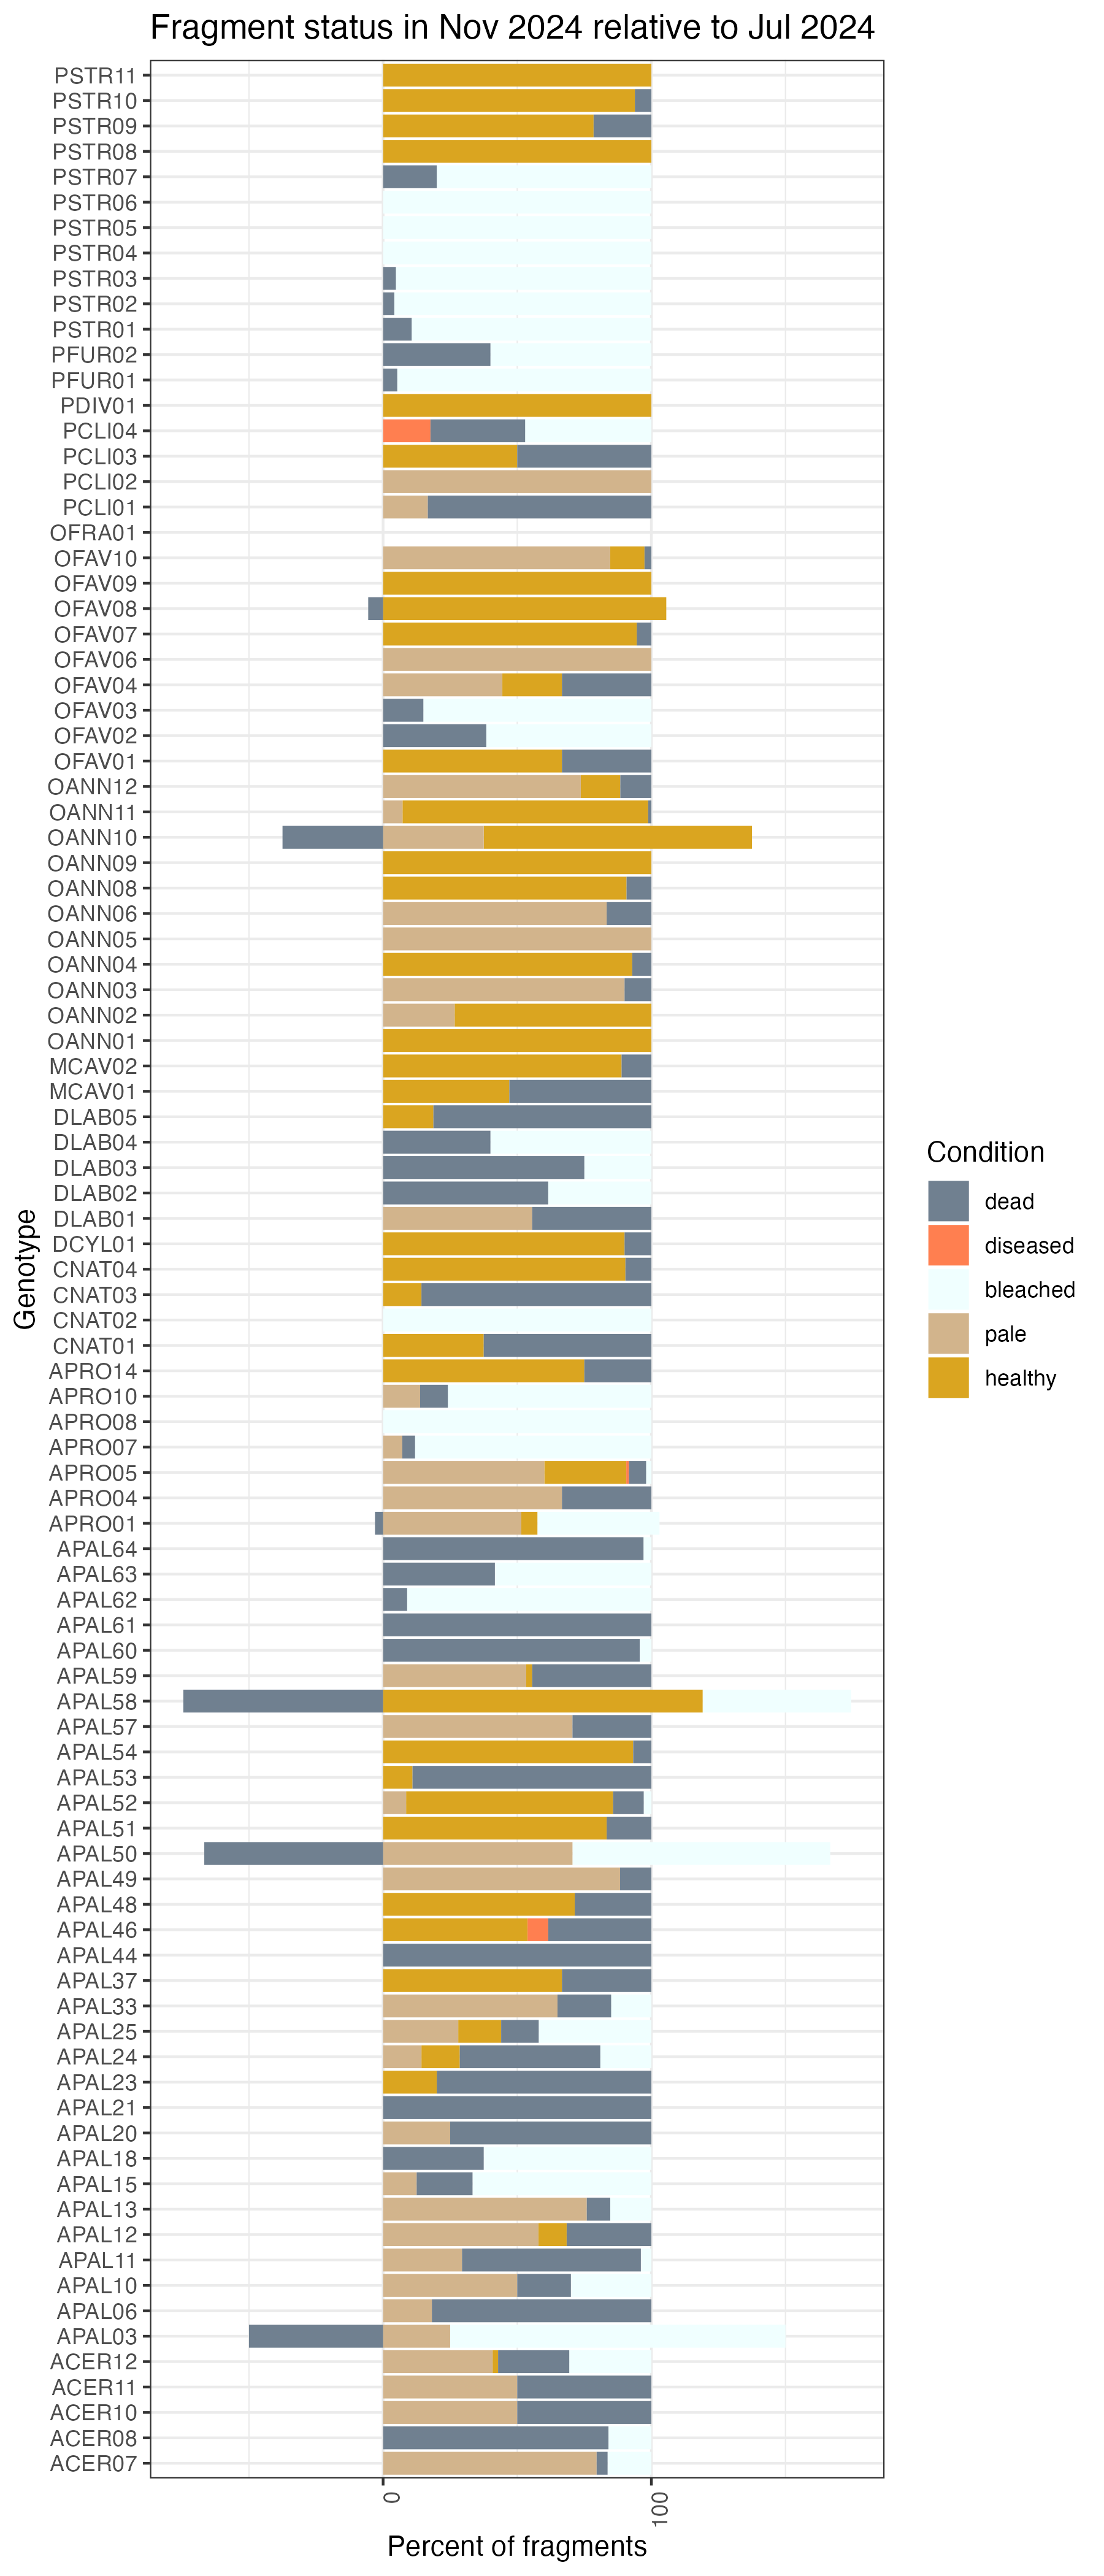 Fragment status in Nov 2024 relative to Jul 2024
PSTR11
PSTR10
PSTR09
PSTR08
PSTR07
PSTR06
PSTR05
PSTR04
PSTR03
PSTR02
PSTR01
PFUR02
PFUR01
PDIV01
PCLI04
PCLI03
PCLI02
PCLI01
OFRA01
OFAV10
OFAV09
OFAV08
OFAV07
OFAV06
OFAV04
OFAV03
OFAV02
OFAV01
OANN12
OANN11
OANN10
OANN09
OANN08
OANN06
OANN05
OANN04
OANN03
OANN02
OANN01
MCAV02
MCAV01
DLAB05
DLAB04
DLAB03
DLAB02
DLAB01
DCYL01
CNAT04
CNAT03
CNAT02
CNAT01
APRO14
APRO10
APRO08
APRO07
APRO05
APRO04
APRO01
APAL64
APAL63
APAL62
APAL61
APAL60
APAL59
APAL58
APAL57
APAL54
APAL53
APAL52
APAL51
APAL50
APAL49
APAL48
APAL46
APAL44
APAL37
APAL33
APAL25
APAL24
APAL23
APAL21
APAL20
APAL18
APAL15
APAL13
APAL12
APAL11
APAL10
APAL06
APAL03
ACER12
ACER11
ACER10
ACER08
ACER07
Genotype
0
100
Percent of fragments
Condition
dead
diseased
bleached
pale
healthy